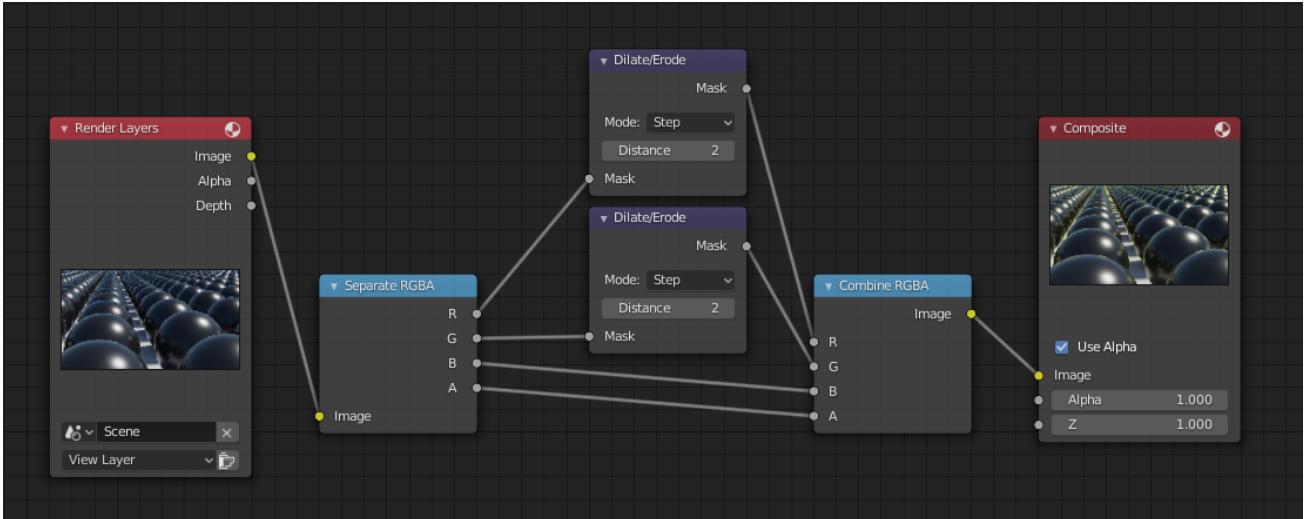 Render Layers
Image
Alpha
Depth
Scene
View Layer
Separate RGBA
R
G
B
A
Image
Dilate/Erode
Mask
Mode: Step
Distance 2
Mask
Dilate/Erode
Mask
Mode: Step
Distance 2
Mask
Combine RGBA
Image
R
G
B
A
Composite
Use Alpha
Image
Alpha 1.000
Z 1.000